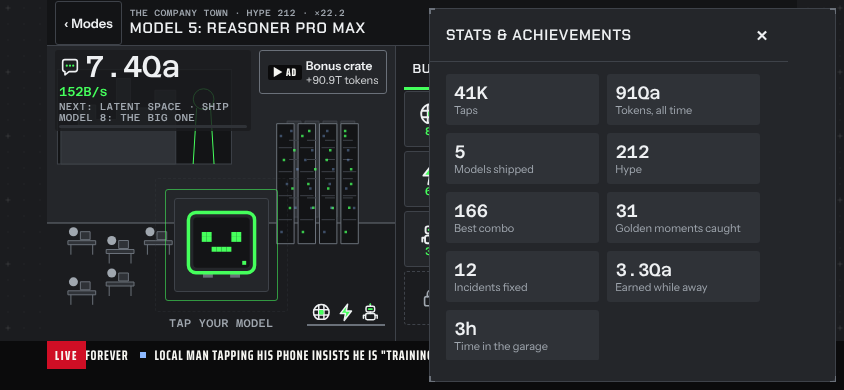 ‹ Modes
THE COMPANY TOWN · HYPE 212 · ×22.2
MODEL 5: REASONER PRO MAX
7.4Qa
152B/s
NEXT: LATENT SPACE · SHIP
MODEL 8: THE BIG ONE
▶ AD
Bonus crate
+90.9T tokens
BU
TAP YOUR MODEL
LIVE
FOREVER
LOCAL MAN TAPPING HIS PHONE INSISTS HE IS "TRAINING
STATS & ACHIEVEMENTS
×
41K
Taps
91Qa
Tokens, all time
5
Models shipped
212
Hype
166
Best combo
31
Golden moments caught
12
Incidents fixed
3.3Qa
Earned while away
3h
Time in the garage